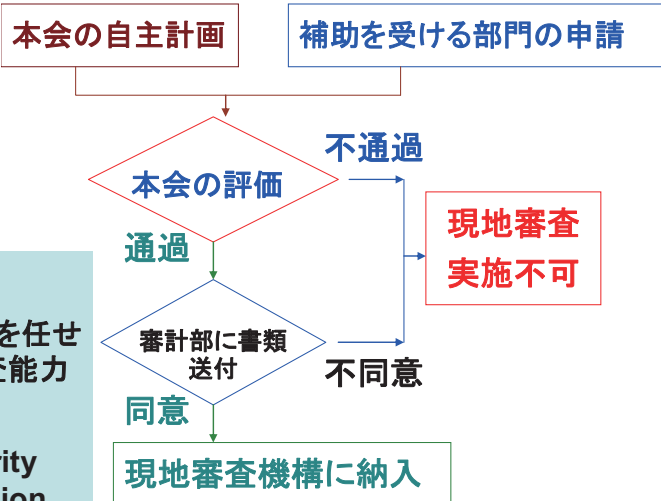 本会の自主計画
補助を受ける部門の申請
本会の評価
不通過
通過
現地審査
実施不可
審計部に書類
送付
不同意
同意
現地審査機構に納入
を任せ
能力
rity
ion